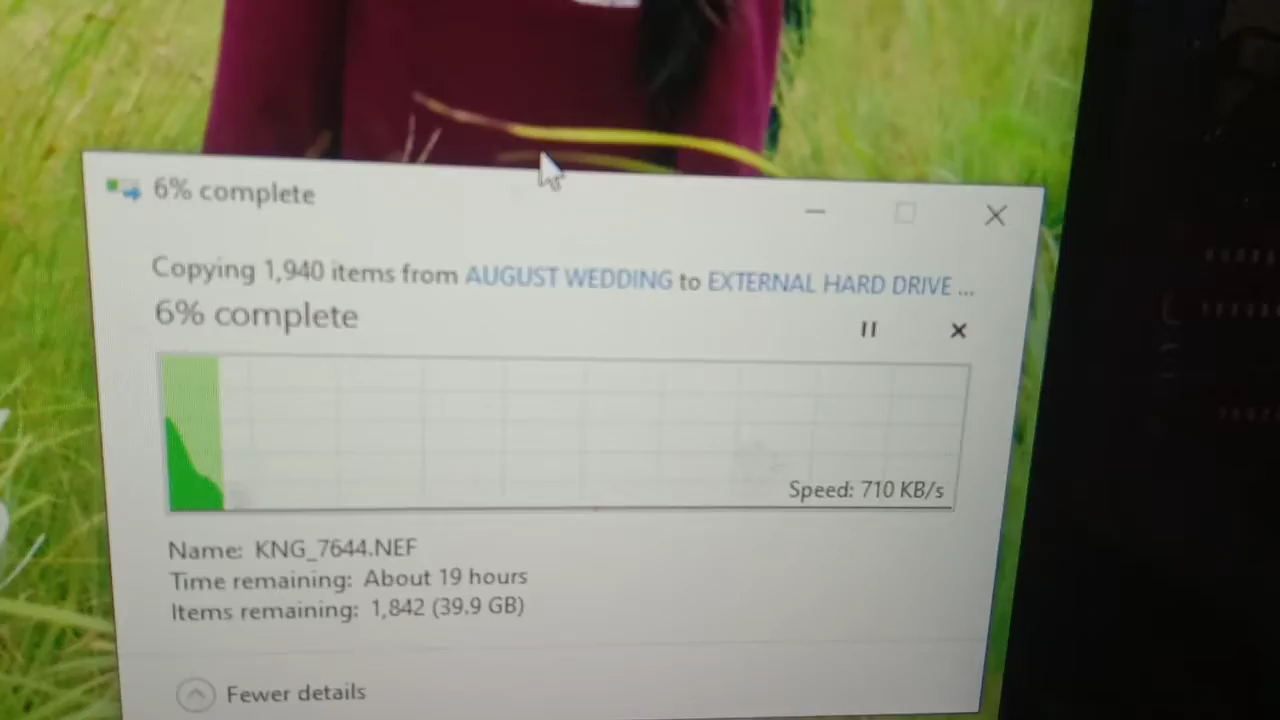 6% complete
Copying 1,940 items from AUGUST WEDDING to EXTERNAL HARD DRIVE ...
6% complete
Speed: 710 KB/s
Name: KNG_7644.NEF
Time remaining: About 19 hours
Items remaining: 1,842 (39.9 GB)
Fewer details